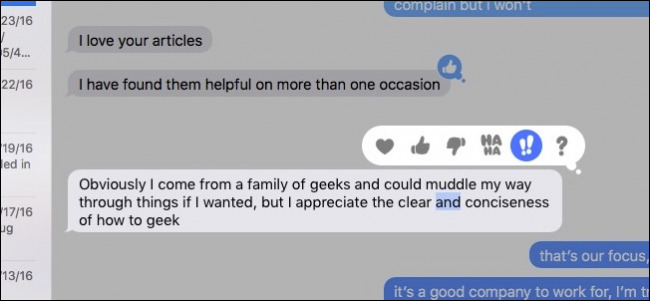 complain but I won't
23/16
I love your articles
/
05/4...
22/16
I have found them helpful on more than one occasion
/19/16
HA
HA
!!
?
ded in
Obviously I come from a family of geeks and could muddle my way
through things if I wanted, but I appreciate the clear and conciseness
of how to geek
/17/16
ug
that's our focus,
/13/16
it's a good company to work for, I'm